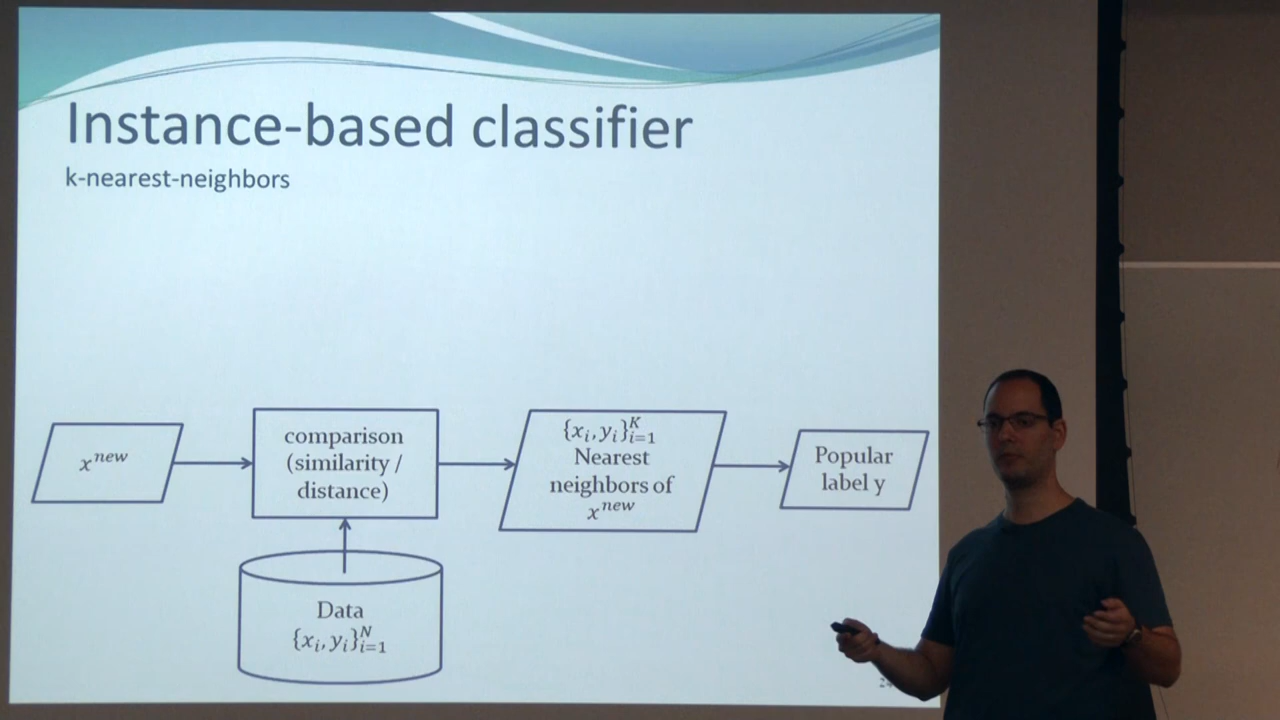 Instance-based classifier
k-nearest-neighbors
x^new
comparison
(similarity /
distance)
{x_i, y_i}_{i=1}^K
Nearest
neighbors of
x^new
Popular
label y
Data
{x_i, y_i}_{i=1}^N